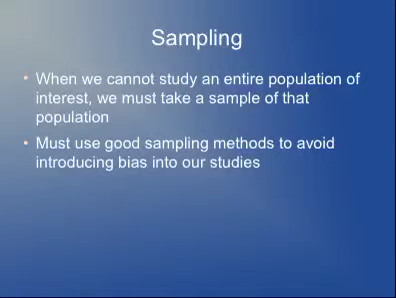 Sampling
• When we cannot study an entire population of
interest, we must take a sample of that
population
• Must use good sampling methods to avoid
introducing bias into our studies